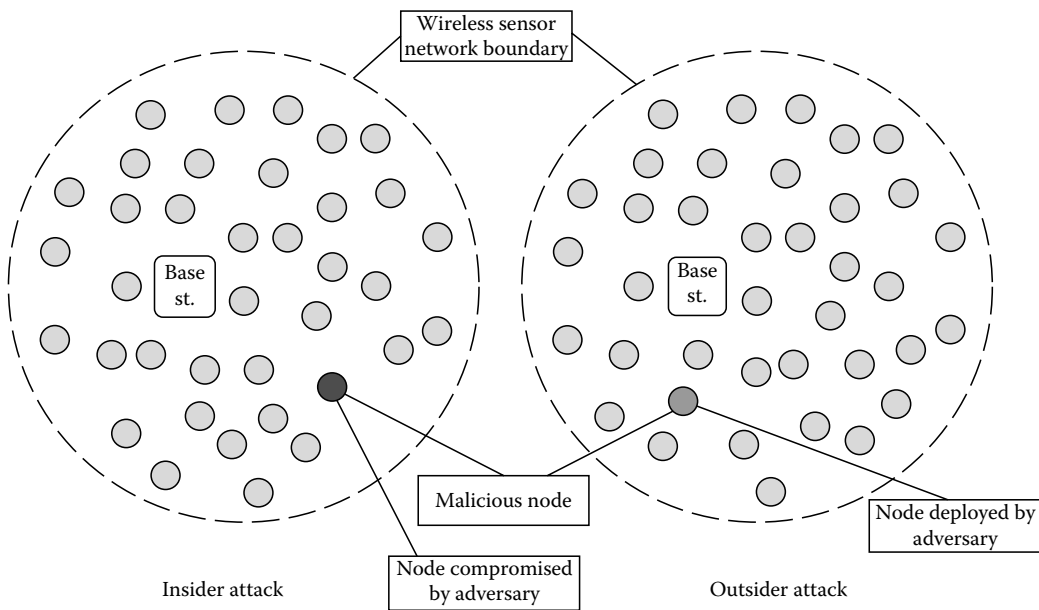 Wireless sensor
network boundary
Base
st.
Base
st.
Malicious node
Node deployed by
adversary
Node compromised
by adversary
Insider attack
Outsider attack